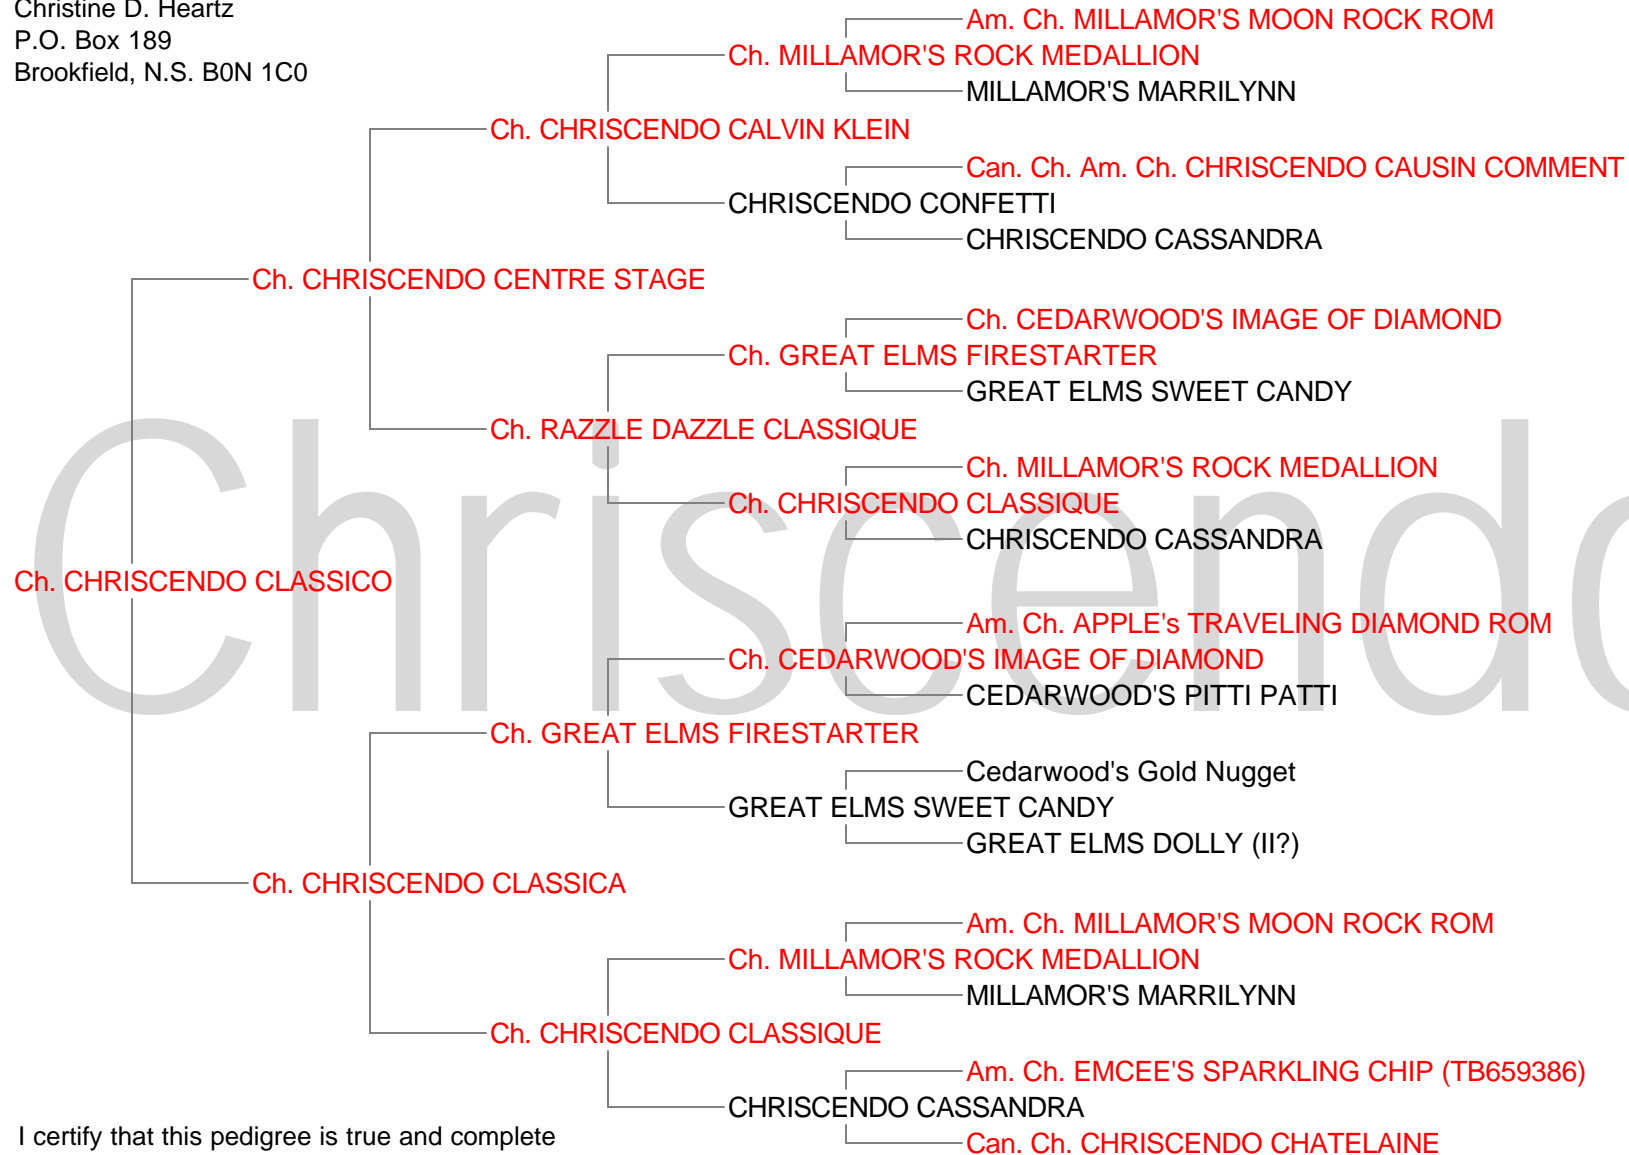 Christine D. Heartz
P.O. Box 189
Brookfield, N.S. B0N 1C0
Am. Ch. MILLAMOR'S MOON ROCK ROM
Ch. MILLAMOR'S ROCK MEDALLION
MILLAMOR'S MARRILYNN
Ch. CHRISCENDO CALVIN KLEIN
Can. Ch. Am. Ch. CHRISCENDO CAUSIN COMMENT
CHRISCENDO CONFETTI
CHRISCENDO CASSANDRA
Ch. CHRISCENDO CENTRE STAGE
Ch. CEDARWOOD'S IMAGE OF DIAMOND
Ch. GREAT ELMS FIRESTARTER
GREAT ELMS SWEET CANDY
Ch. RAZZLE DAZZLE CLASSIQUE
Ch. MILLAMOR'S ROCK MEDALLION
Ch. CHRISCENDO CLASSIQUE
CHRISCENDO CASSANDRA
Chriscendo
Ch. CHRISCENDO CLASSICO
Am. Ch. APPLE's TRAVELING DIAMOND ROM
Ch. CEDARWOOD'S IMAGE OF DIAMOND
CEDARWOOD'S PITTI PATTI
Ch. GREAT ELMS FIRESTARTER
Cedarwood's Gold Nugget
GREAT ELMS SWEET CANDY
GREAT ELMS DOLLY (II?)
Ch. CHRISCENDO CLASSICA
Am. Ch. MILLAMOR'S MOON ROCK ROM
Ch. MILLAMOR'S ROCK MEDALLION
MILLAMOR'S MARRILYNN
Ch. CHRISCENDO CLASSIQUE
Am. Ch. EMCEE'S SPARKLING CHIP (TB659386)
CHRISCENDO CASSANDRA
Can. Ch. CHRISCENDO CHATELAINE
I certify that this pedigree is true and complete